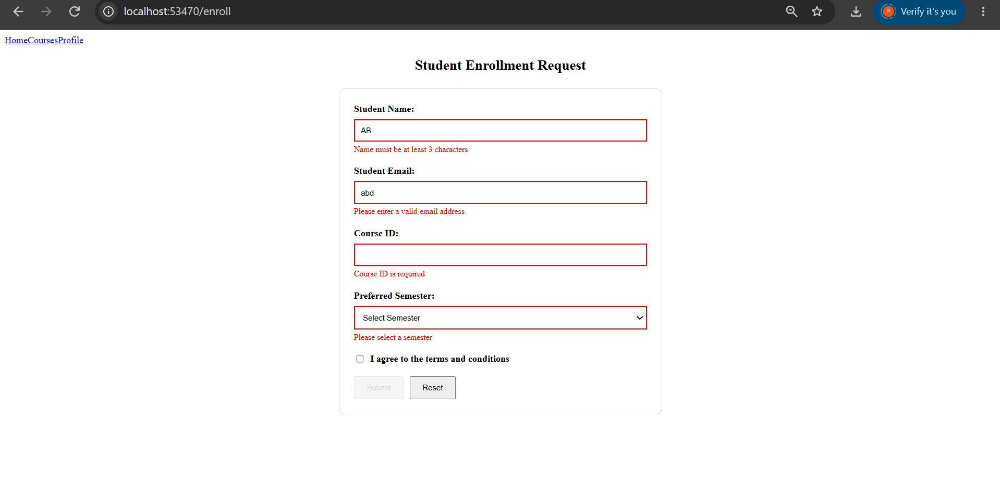 localhost:53470/enroll
P
Verify it's you
HomeCoursesProfile
Student Enrollment Request
Student Name:
AB
Name must be at least 3 characters
Student Email:
abd
Please enter a valid email address
Course ID:
Course ID is required
Preferred Semester:
Select Semester
Please select a semester
I agree to the terms and conditions
Submit
Reset